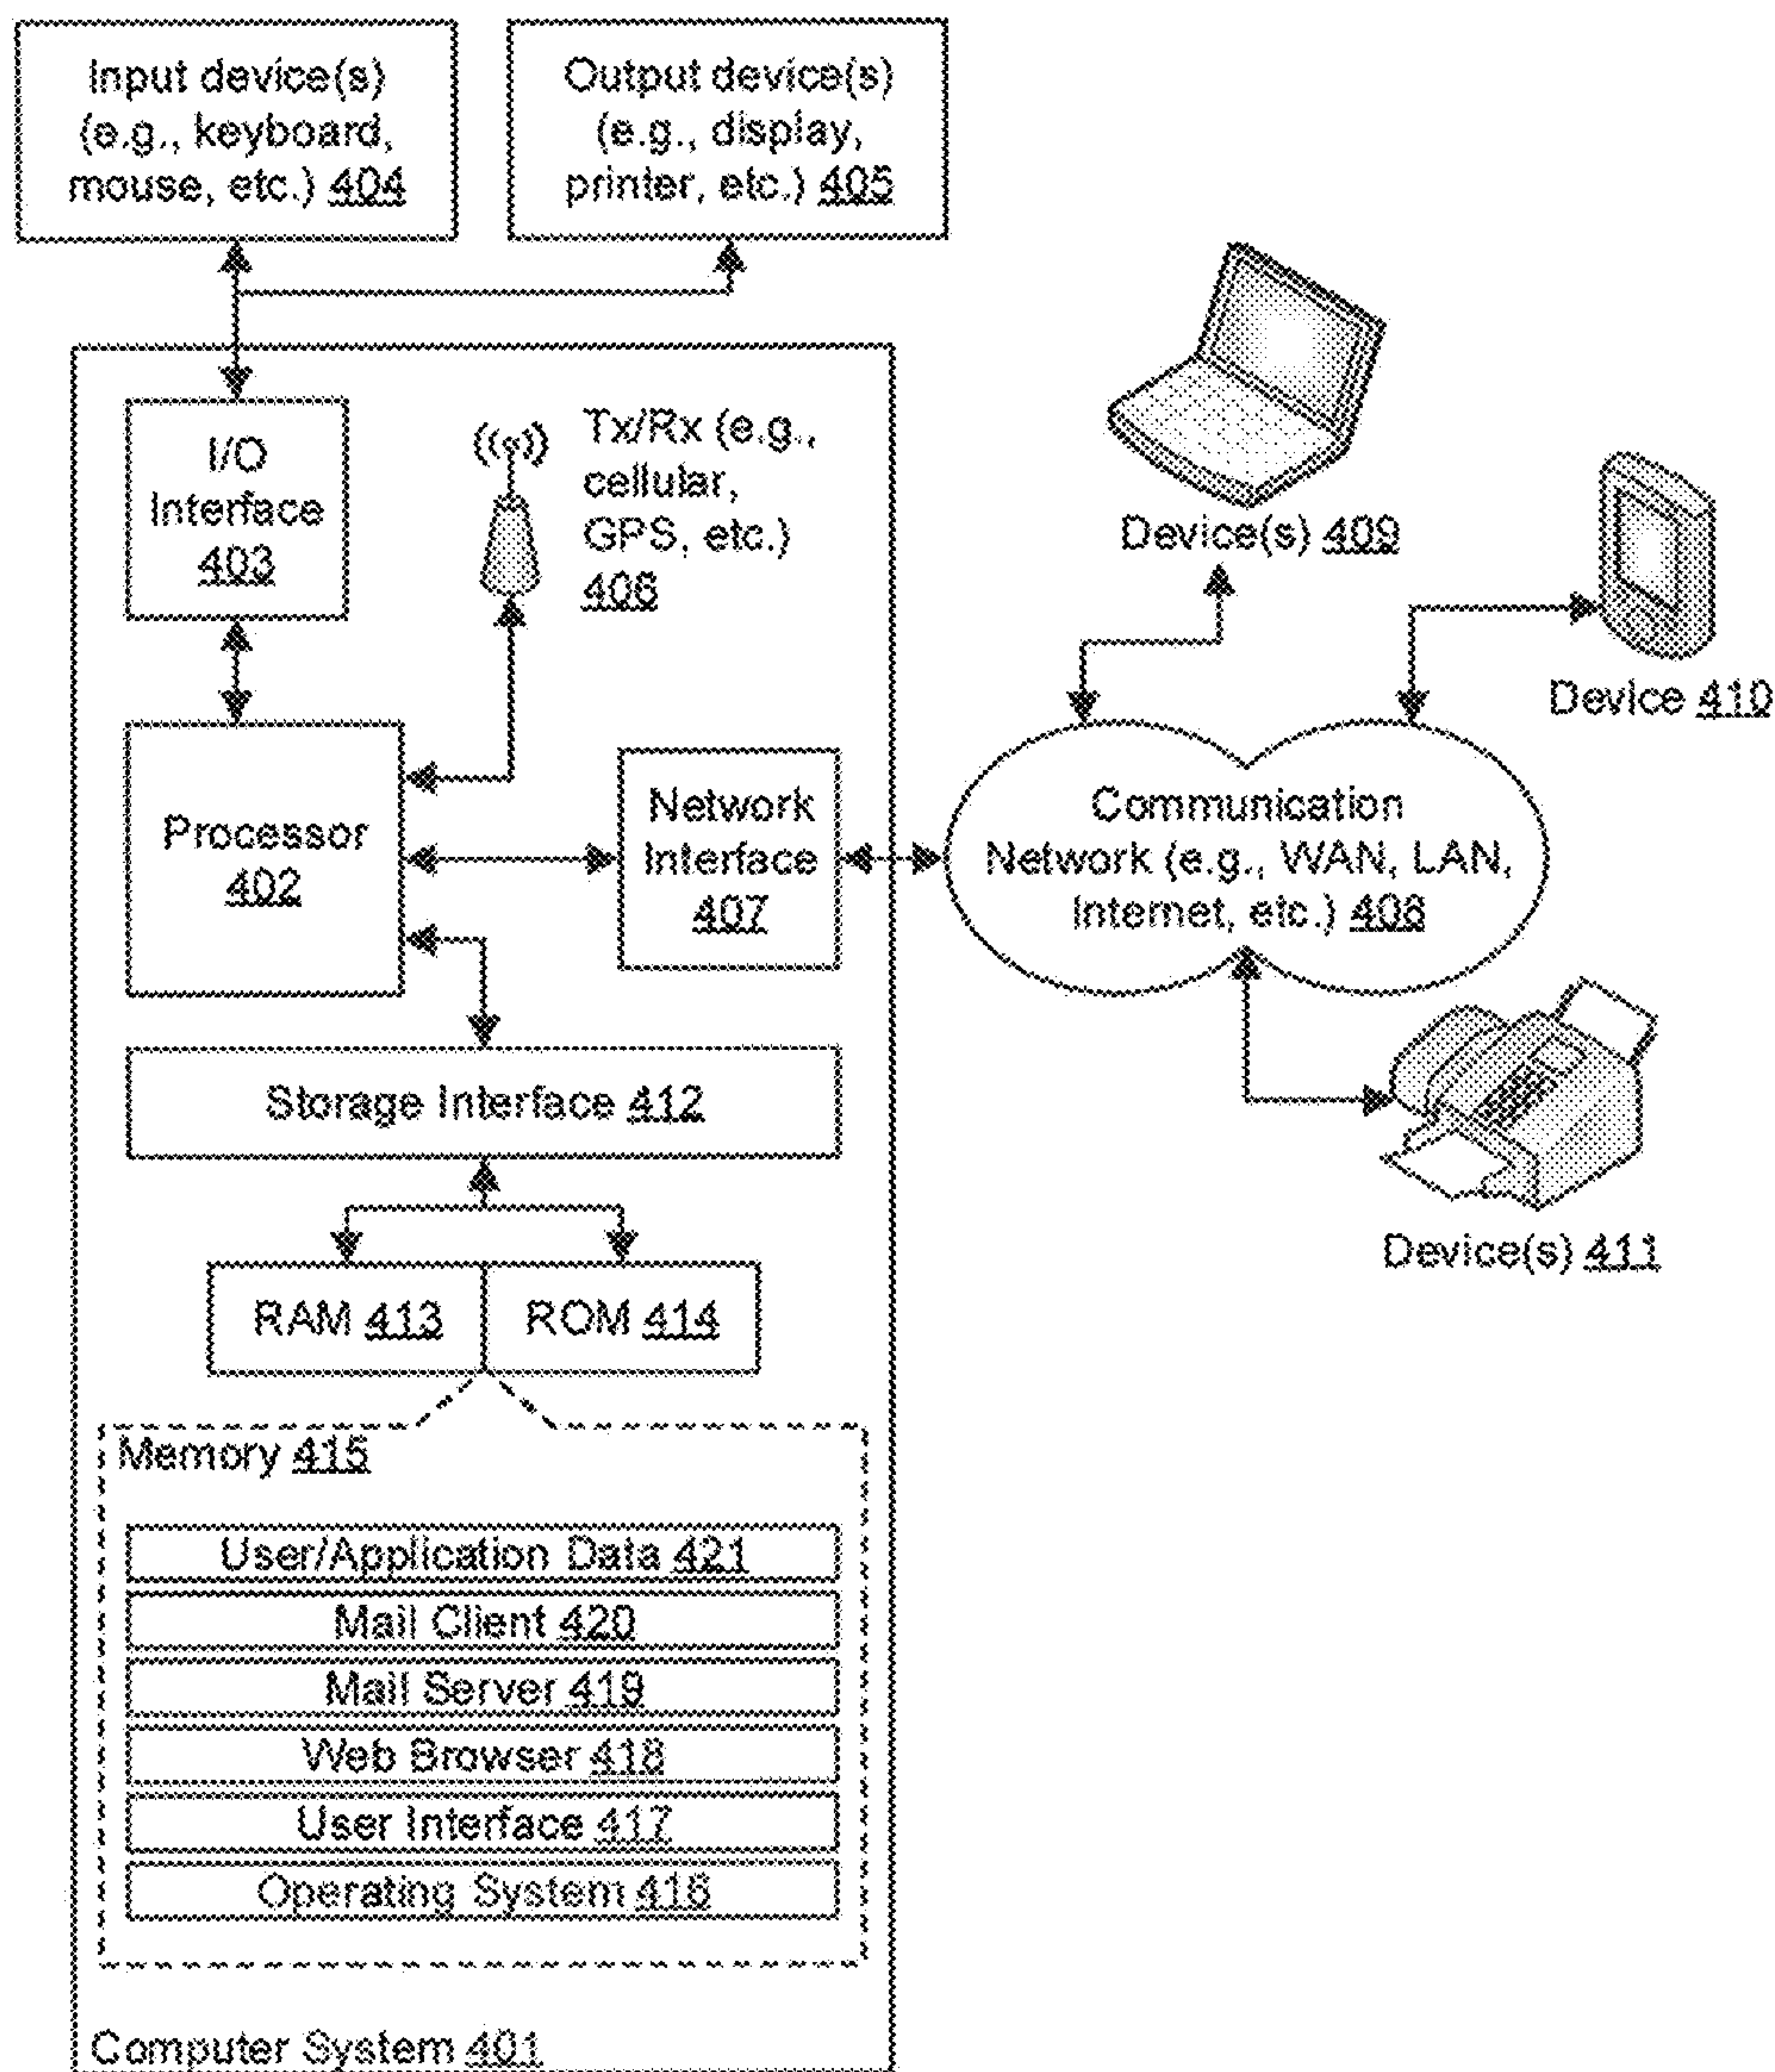 Input device(s)
(e.g., keyboard,
mouse, etc.) 404
Output device(s)
(e.g., display,
printer, etc.) 405
I/O
Interface
403
Tx/Rx (e.g.,
cellular,
GPS, etc.)
406
Device(s) 409
Device 410
Processor
402
Network
Interface
407
Communication
Network (e.g., WAN, LAN,
Internet, etc.) 408
Storage Interface 412
Device(s) 411
RAM 413
ROM 414
Memory 415
User/Application Data 421
Mail Client 420
Mail Server 419
Web Browser 418
User Interface 417
Operating System 416
Computer System 401